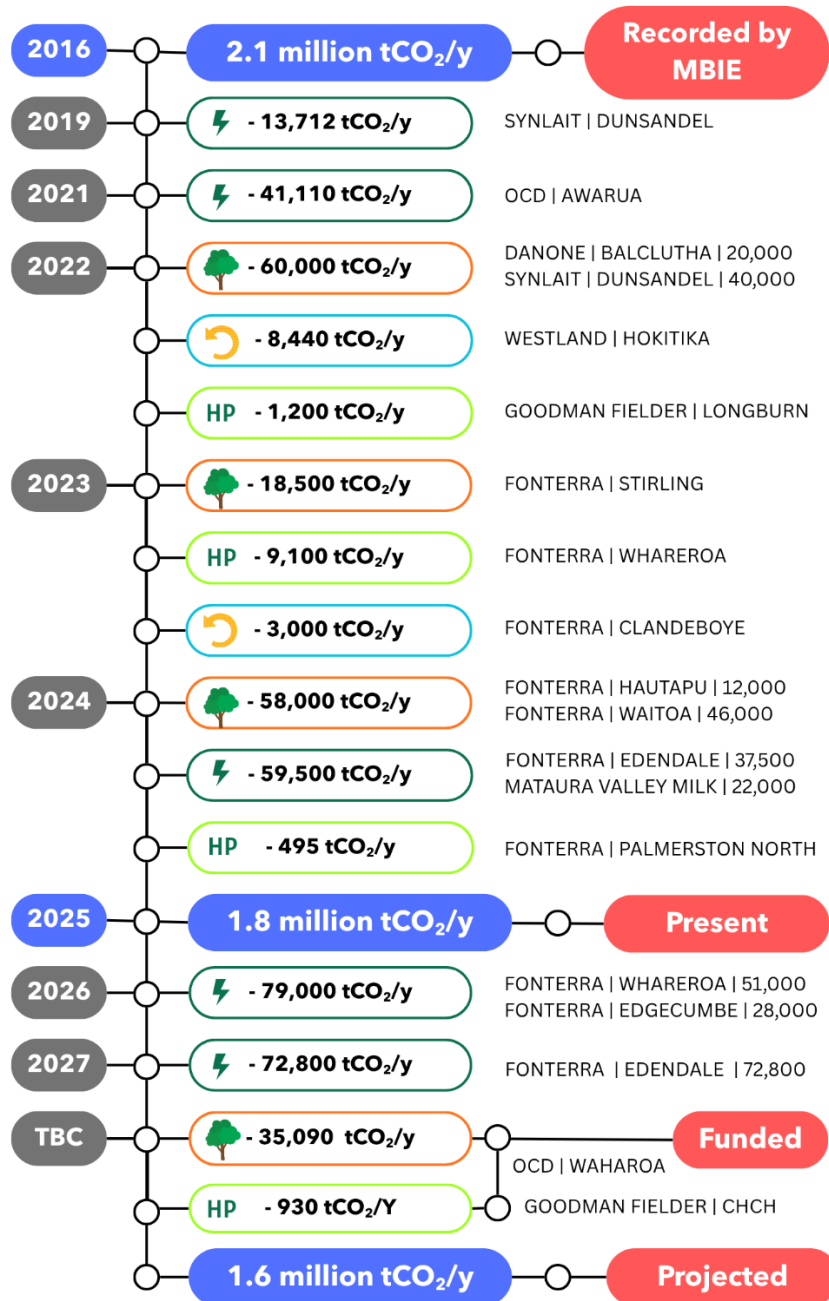 2016
2.1 million tCO₂/y
Recorded by
MBIE
2019
- 13,712 tCO₂/y
SYNLAIT | DUNSANDEL
2021
- 41,110 tCO₂/y
OCD | AWARUA
2022
- 60,000 tCO₂/y
DANONE | BALCLUTHA | 20,000
SYNLAIT | DUNSANDEL | 40,000
- 8,440 tCO₂/y
WESTLAND | HOKITIKA
HP - 1,200 tCO₂/y
GOODMAN FIELDER | LONGBURN
2023
- 18,500 tCO₂/y
FONTERRA | STIRLING
HP - 9,100 tCO₂/y
FONTERRA | WHAREROA
- 3,000 tCO₂/y
FONTERRA | CLANDEBOYE
2024
- 58,000 tCO₂/y
FONTERRA | HAUTAPU | 12,000
FONTERRA | WAITOA | 46,000
- 59,500 tCO₂/y
FONTERRA | EDENDALE | 37,500
MATAURA VALLEY MILK | 22,000
HP - 495 tCO₂/y
FONTERRA | PALMERSTON NORTH
2025
1.8 million tCO₂/y
Present
2026
- 79,000 tCO₂/y
FONTERRA | WHAREROA | 51,000
FONTERRA | EDGECUMBE | 28,000
2027
- 72,800 tCO₂/y
FONTERRA | EDENDALE | 72,800
TBC
- 35,090 tCO₂/y
Funded
OCD | WAHAROA
HP - 930 tCO₂/Y
GOODMAN FIELDER | CHCH
1.6 million tCO₂/y
Projected